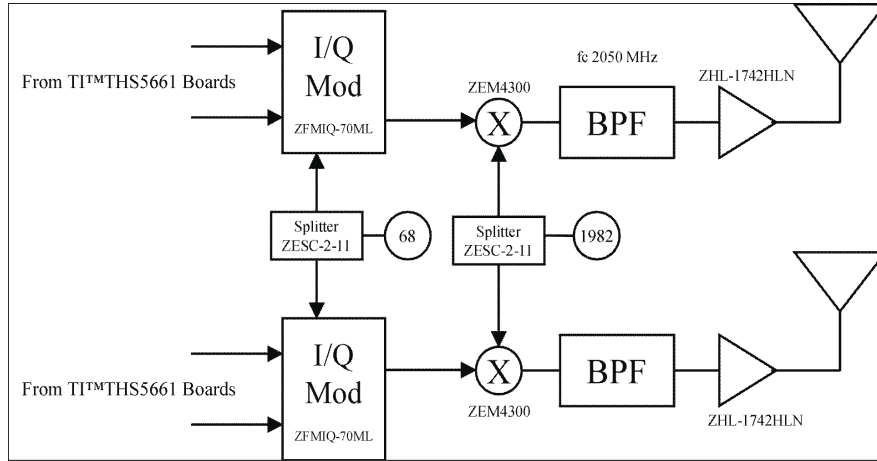 I/Q
Mod
ZFMIQ-70ML
From TI™THS5661 Boards
fc 2050 MHz
ZEM4300
X
BPF
ZHL-1742HLN
Splitter
ZESC-2-11
68
Splitter
ZESC-2-11
1982
I/Q
Mod
ZFMIQ-70ML
From TI™THS5661 Boards
X
ZEM4300
BPF
ZHL-1742HLN